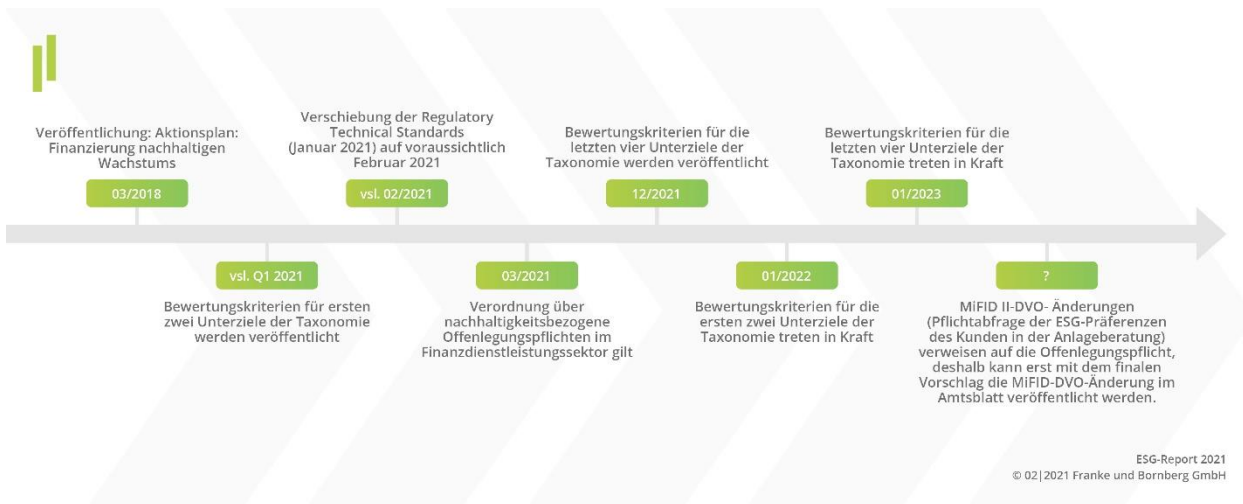 Veröffentlichung: Aktionsplan:
Finanzierung nachhaltigen
Wachstums
03/2018
vsl. Q1 2021
Bewertungskriterien für ersten
zwei Unterziele der Taxonomie
werden veröffentlicht
Verschiebung der Regulatory
Technical Standards
(Januar 2021) auf voraussichtlich
Februar 2021
vsl. 02/2021
03/2021
Verordnung über
nachhaltigkeitsbezogene
Offenlegungspflichten im
Finanzdienstleistungssektor gilt
Bewertungskriterien für die
letzten vier Unterziele der
Taxonomie werden veröffentlicht
12/2021
01/2022
Bewertungskriterien für die
ersten zwei Unterziele der
Taxonomie treten in Kraft
Bewertungskriterien für die
letzten vier Unterziele der
Taxonomie treten in Kraft
01/2023
?
MiFID II-DVO- Änderungen
(Pflichtabfrage der ESG-Präferenzen
des Kunden in der Anlageberatung)
verweisen auf die Offenlegungspflicht,
deshalb kann erst mit dem finalen
Vorschlag die MiFID-DVO-Änderung im
Amtsblatt veröffentlicht werden.
ESG-Report 2021
© 02|2021 Franke und Bornberg GmbH